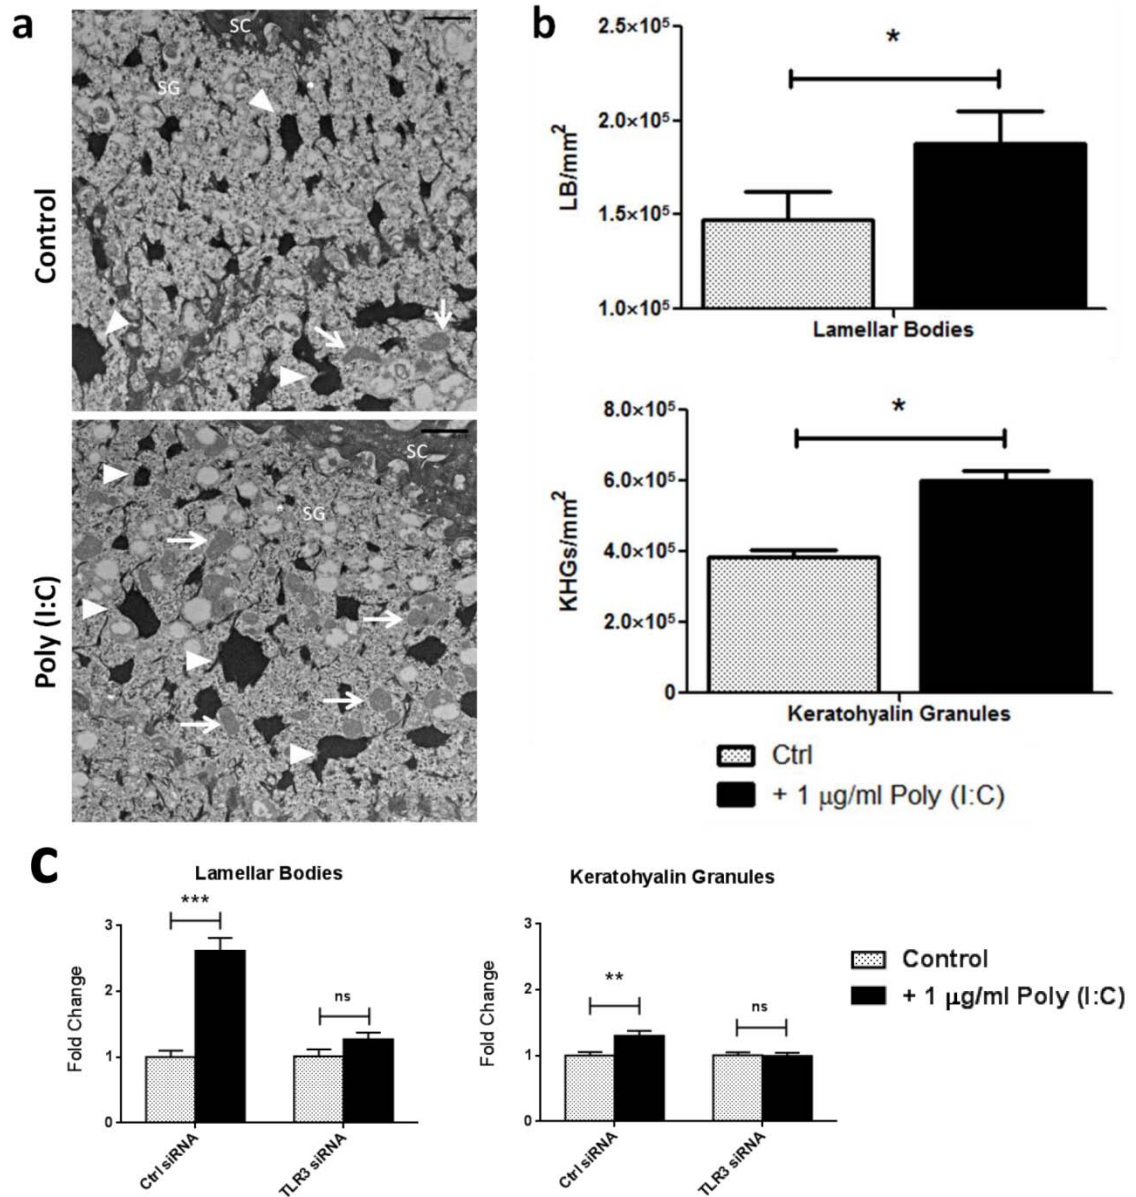 a
Control
SC
SG
Poly (I:C)
SC
SG
b
LB/mm²
2.5×10⁵
2.0×10⁵
1.5×10⁵
1.0×10⁵
*
Lamellar Bodies
KHGs/mm²
8.0×10⁵
6.0×10⁵
4.0×10⁵
2.0×10⁵
0
*
Keratohyalin Granules
Ctrl
+ 1 μg/ml Poly (I:C)
c
Lamellar Bodies
Fold Change
3
2
1
0
***
ns
Ctrl siRNA
TLR3 siRNA
Keratohyalin Granules
Fold Change
3
2
1
0
**
ns
Ctrl siRNA
TLR3 siRNA
Control
+ 1 μg/ml Poly (I:C)